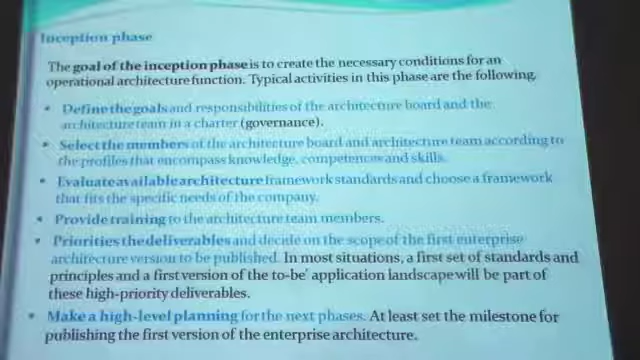 Inception phase
The goal of the inception phase is to create the necessary conditions for an
operational architecture function. Typical activities in this phase are the following.
• Define the goals and responsibilities of the architecture board and the
architecture team in a charter (governance).
• Select the members of the architecture board and architecture team according to
the profiles that encompass knowledge, competences and skills.
• Evaluate available architecture framework standards and choose a framework
that fits the specific needs of the company.
• Provide training to the architecture team members.
• Priorities the deliverables and decide on the scope of the first enterprise
architecture version to be published. In most situations, a first set of standards and
principles and a first version of the to-be' application landscape will be part
of these high-priority deliverables.
• Make a high-level planning for the next phases. At least set the milestone for
publishing the first version of the enterprise architecture.